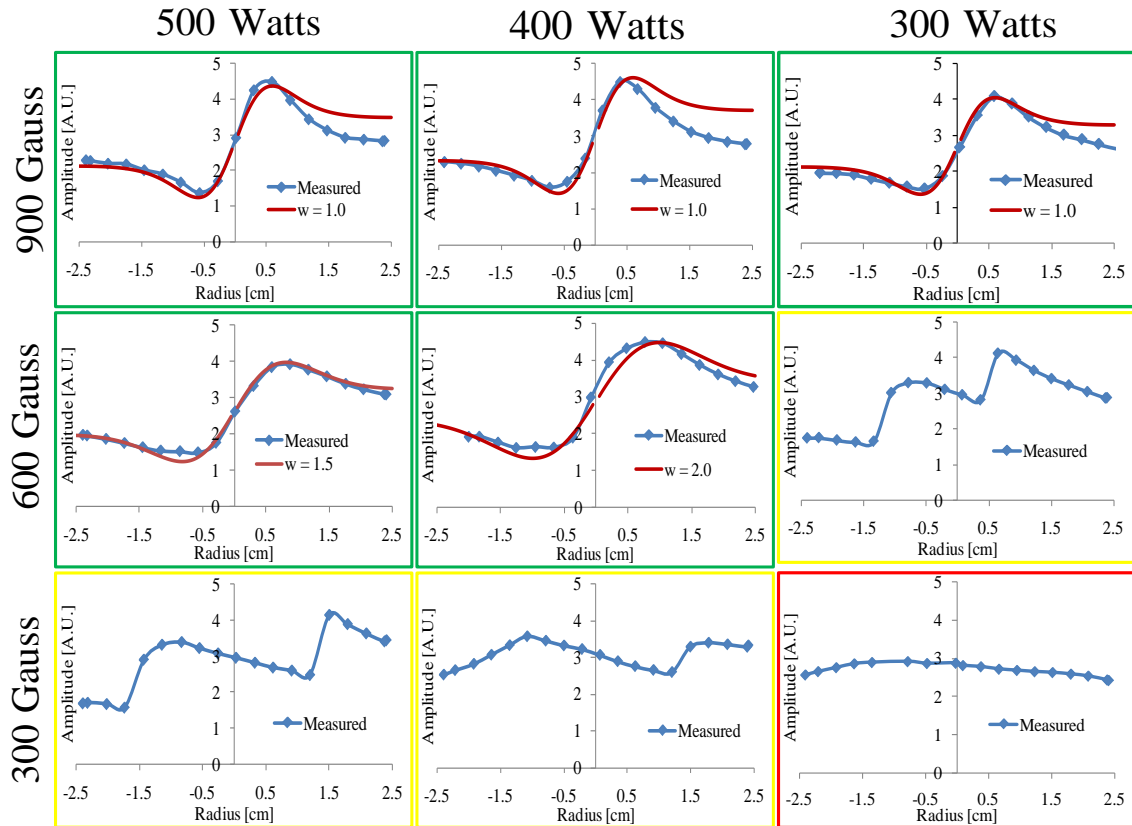 500 Watts
400 Watts
300 Watts
900 Gauss
Amplitude [A.U.]
5
4
3
2
1
0
-2.5 -1.5 -0.5 0.5 1.5 2.5
Radius [cm]
Measured
w = 1.0
Amplitude [A.U.]
5
4
3
2
1
0
-2.5 -1.5 -0.5 0.5 1.5 2.5
Radius [cm]
Measured
w = 1.0
Amplitude [A.U.]
5
4
3
2
1
0
-2.5 -1.5 -0.5 0.5 1.5 2.5
Radius [cm]
Measured
w = 1.0
600 Gauss
Amplitude [A.U.]
5
4
3
2
1
0
-2.5 -1.5 -0.5 0.5 1.5 2.5
Radius [cm]
Measured
w = 1.5
Amplitude [A.U.]
5
4
3
2
1
0
-2.5 -1.5 -0.5 0.5 1.5 2.5
Radius [cm]
Measured
w = 2.0
Amplitude [A.U.]
5
4
3
2
1
0
-2.5 -1.5 -0.5 0.5 1.5 2.5
Radius [cm]
Measured
300 Gauss
Amplitude [A.U.]
5
4
3
2
1
0
-2.5 -1.5 -0.5 0.5 1.5 2.5
Radius [cm]
Measured
Amplitude [A.U.]
5
4
3
2
1
0
-2.5 -1.5 -0.5 0.5 1.5 2.5
Radius [cm]
Measured
Amplitude [A.U.]
5
4
3
2
1
0
-2.5 -1.5 -0.5 0.5 1.5 2.5
Radius [cm]
Measured